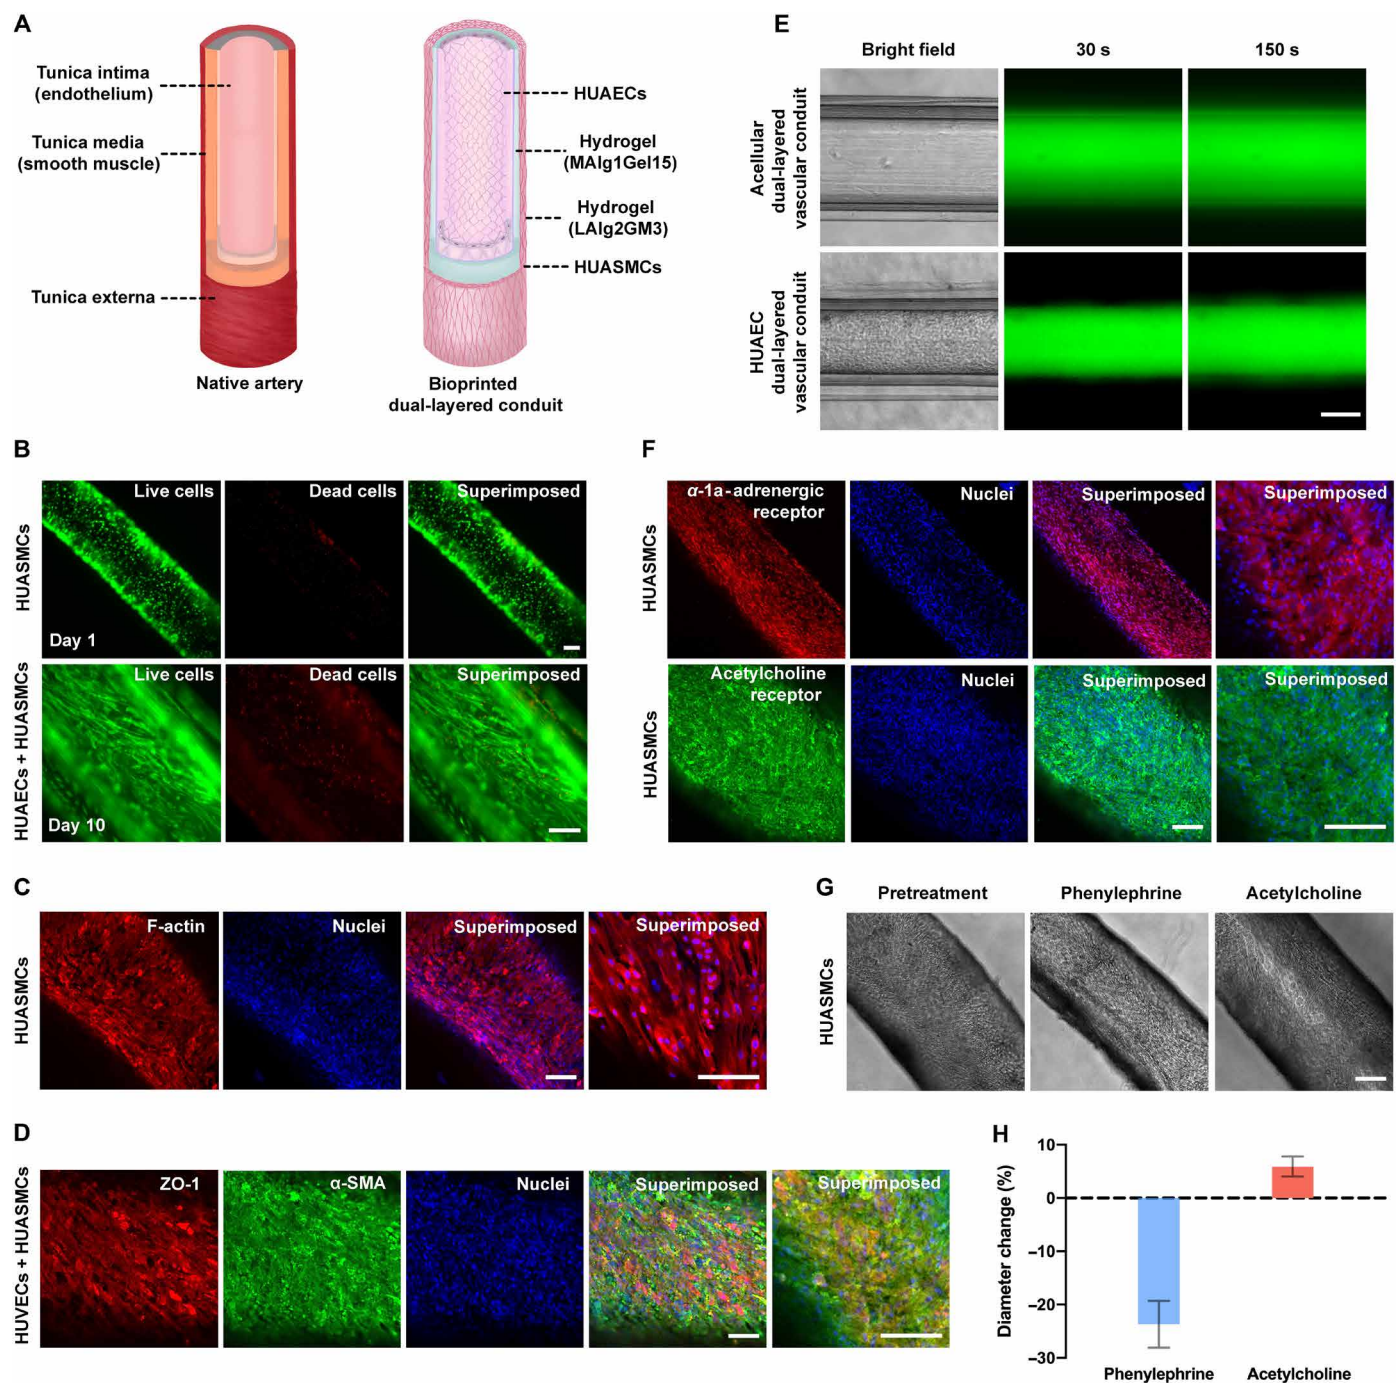 A
Tunica intima
(endothelium)
Tunica media
(smooth muscle)
Tunica externa
Native artery
HUAECs
Hydrogel
(MAlg1Gel15)
Hydrogel
(LAlg2GM3)
HUASMCs
Bioprinted
dual-layered conduit
E
Bright field
30 s
150 s
Acellular
dual-layered
vascular conduit
HUAEC
dual-layered
vascular conduit
B
HUASMCs
Live cells
Dead cells
Superimposed
Day 1
HUAECs + HUASMCs
Live cells
Dead cells
Superimposed
Day 10
F
HUASMCs
α-1a-adrenergic
receptor
Nuclei
Superimposed
Superimposed
HUASMCs
Acetylcholine
receptor
Nuclei
Superimposed
Superimposed
C
HUASMCs
F-actin
Nuclei
Superimposed
Superimposed
G
Pretreatment
Phenylephrine
Acetylcholine
HUASMCs
D
HUVECs + HUASMCs
ZO-1
α-SMA
Nuclei
Superimposed
Superimposed
H
Diameter change (%)
10
0
−10
−20
−30
Phenylephrine
Acetylcholine